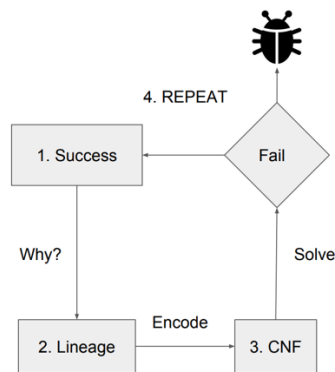 4. REPEAT
1. Success
Fail
Why?
Solve
Encode
2. Lineage
3. CNF